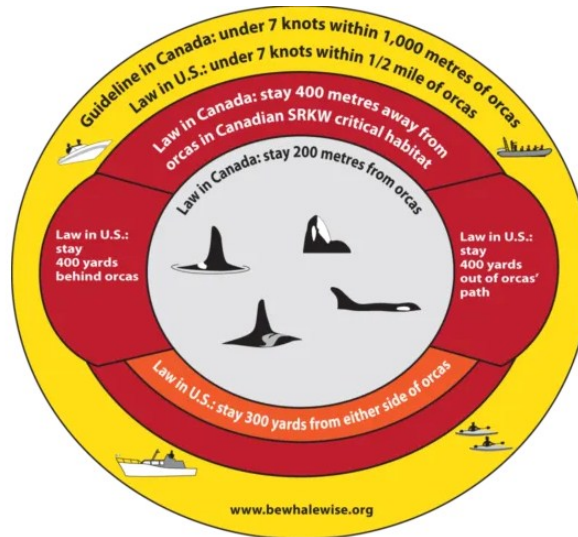 Guideline in Canada: under 7 knots within 1,000 metres of orcas
Law in U.S.: under 7 knots within 1/2 mile of orcas
Law in Canada: stay 400 metres away from
orcas in Canadian SRKW critical habitat
Law in Canada: stay 200 metres from orcas
Law in U.S.:
stay
400 yards
behind orcas
Law in U.S.:
stay
400 yards
out of orcas'
path
Law in U.S.: stay 300 yards from either side of orcas
www.bewhalewise.org